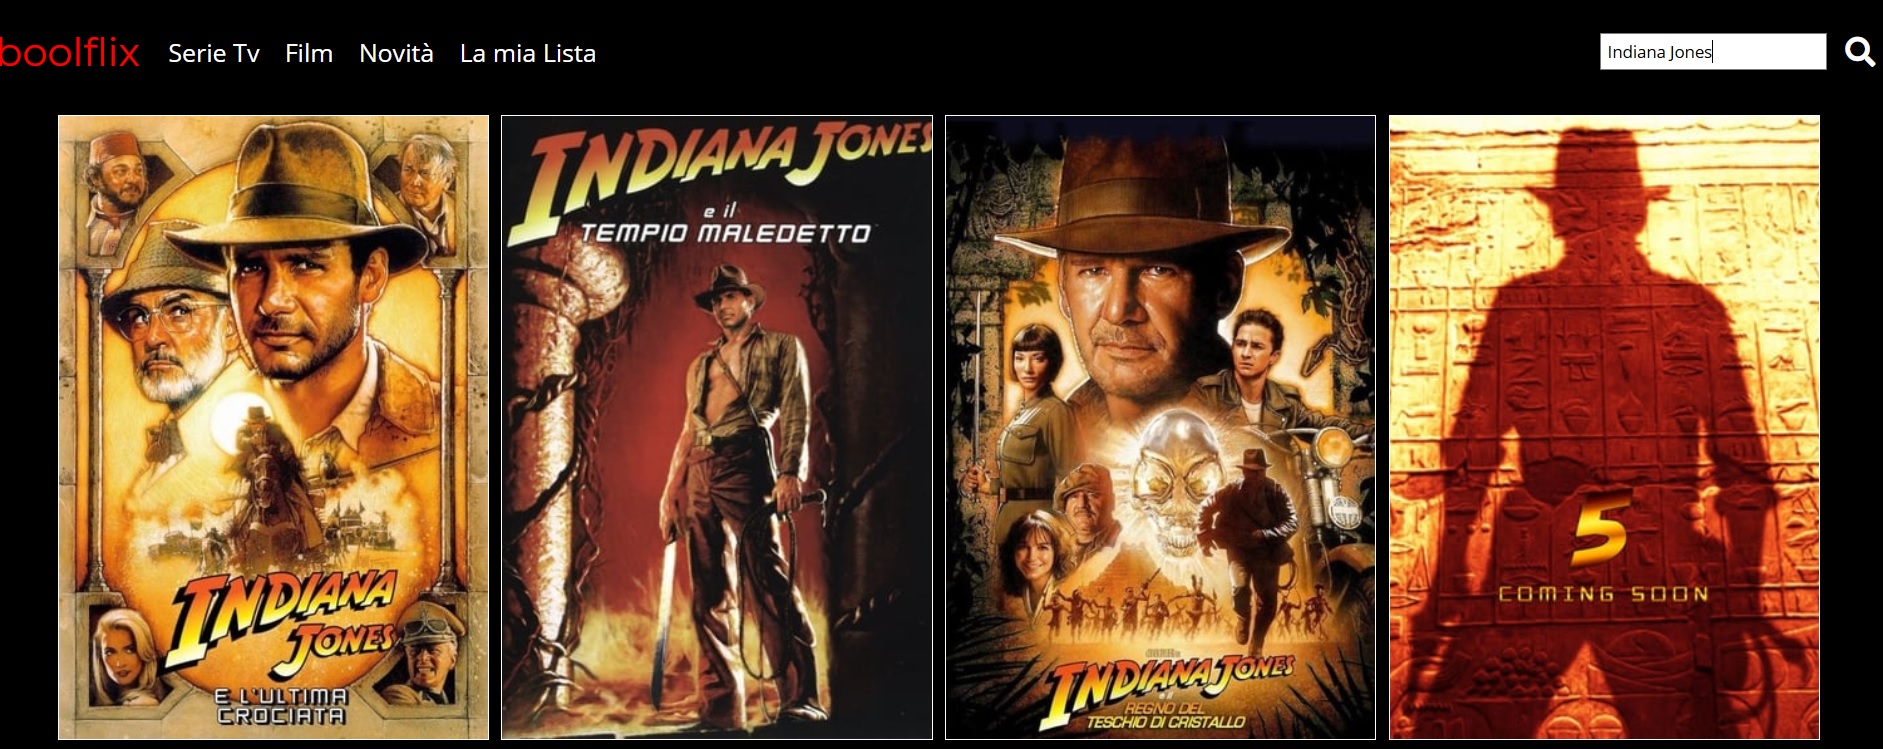 boolflix
Serie Tv
Film
Novità
La mia Lista
Indiana Jones
INDIANA
JONES
E L'ULTIMA
CROCIATA
INDIANA JONES
e il
TEMPIO MALEDETTO
INDIANA JONES
e il
REGNO DEL
TESCHIO DI CRISTALLO
5
COMING SOON